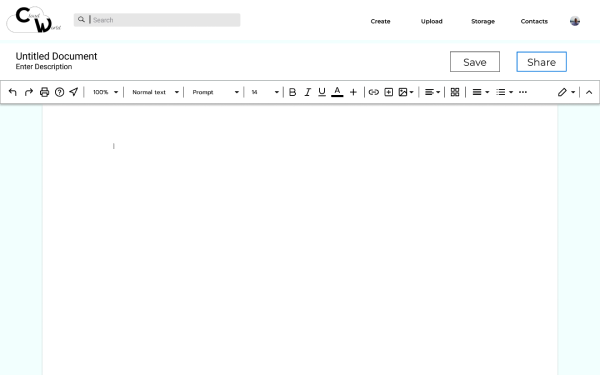 Cloud World
Search
Create
Upload
Storage
Contacts
Untitled Document
Enter Description
Save
Share
100%
Normal text
Prompt
14
B
I
U
A